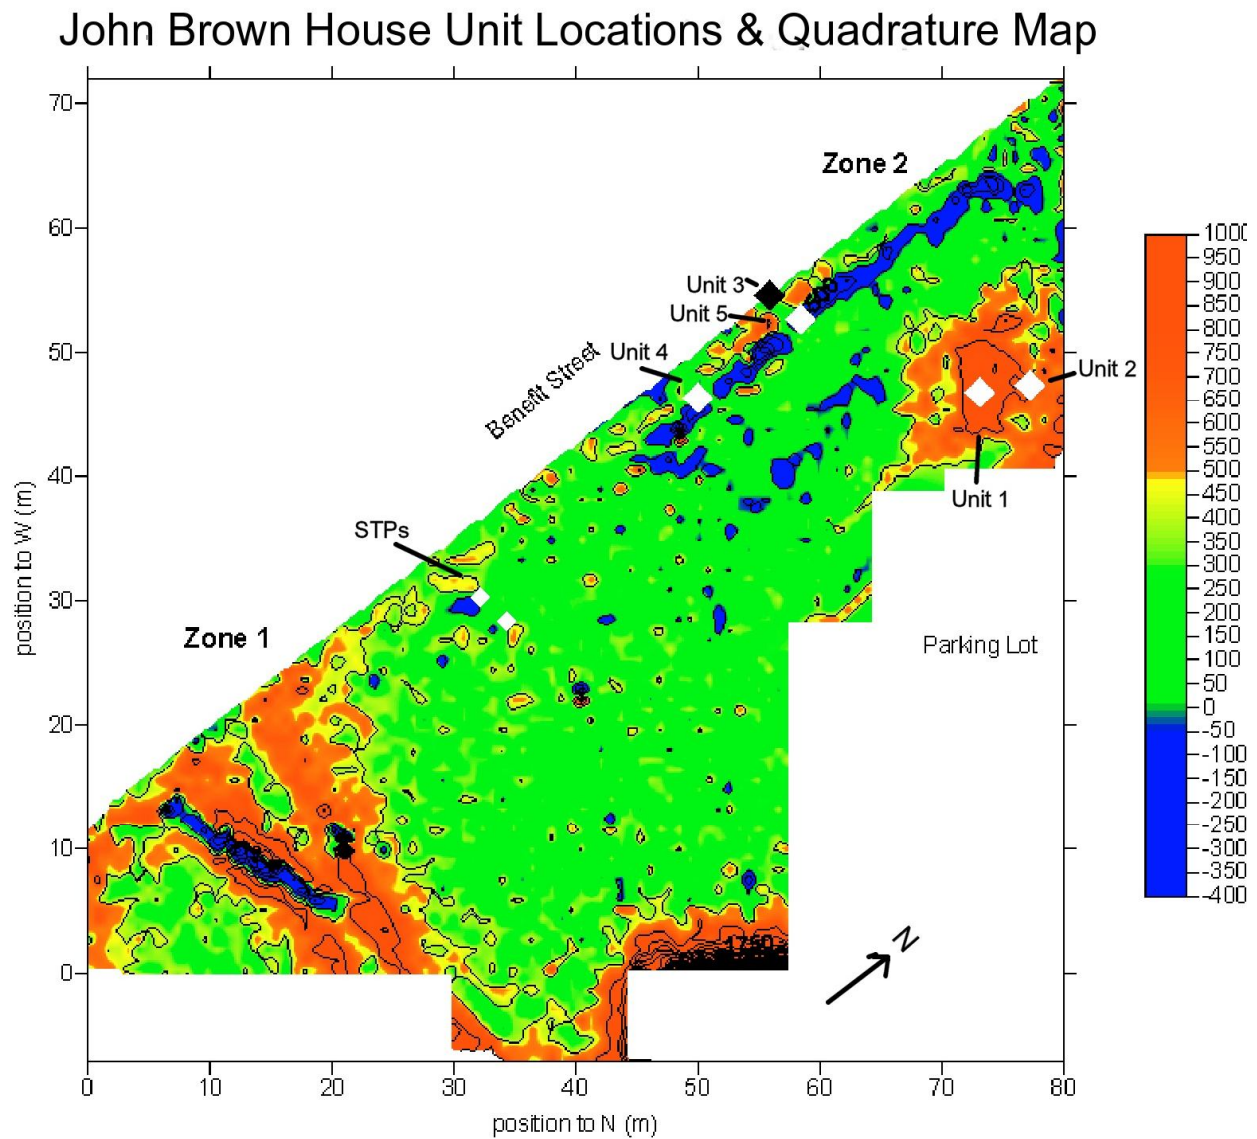 John Brown House Unit Locations & Quadrature Map
70
60
50
40
30
20
10
0
position to W (m)
Zone 2
Unit 3
500
Unit 5
Unit 4
Benefit Street
Unit 2
Unit 1
STPs
Zone 1
Parking Lot
1750
N
0 10 20 30 40 50 60 70 80
position to N (m)
1000
950
900
850
800
750
700
650
600
550
500
450
400
350
300
250
200
150
100
50
0
-50
-100
-150
-200
-250
-300
-350
-400